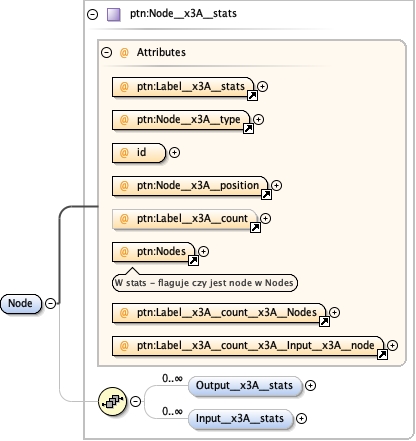 ptn:Node__x3A__stats
@ Attributes
@ ptn:Label__x3A__stats
@ ptn:Node__x3A__type
@ id
@ ptn:Node__x3A__position
@ ptn:Label__x3A__count
@ ptn:Nodes
W stats – flaguje czy jest node w Nodes
@ ptn:Label__x3A__count__x3A__Nodes
@ ptn:Label__x3A__count__x3A__Input__x3A__node
Node
0..∞
Output__x3A__stats
0..∞
Input__x3A__stats